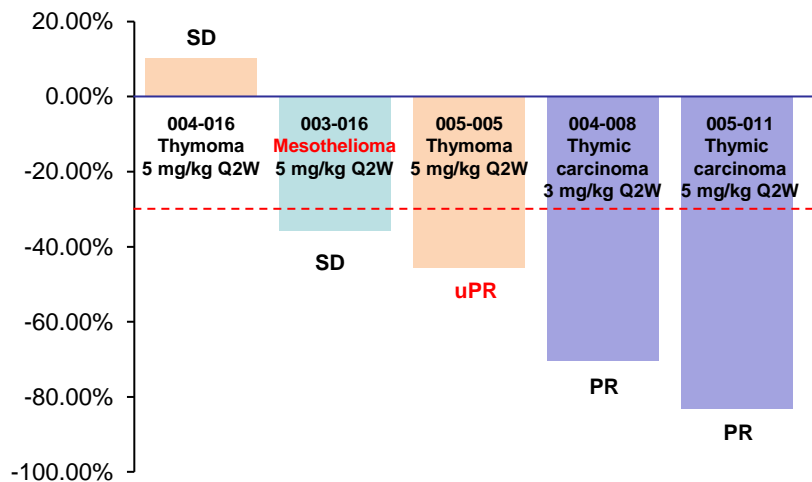 20.00%
0.00%
-20.00%
-40.00%
-60.00%
-80.00%
-100.00%
SD
004-016
Thymoma
5 mg/kg Q2W
003-016
Mesothelioma
5 mg/kg Q2W
SD
005-005
Thymoma
5 mg/kg Q2W
uPR
004-008
Thymic
carcinoma
3 mg/kg Q2W
PR
005-011
Thymic
carcinoma
5 mg/kg Q2W
PR